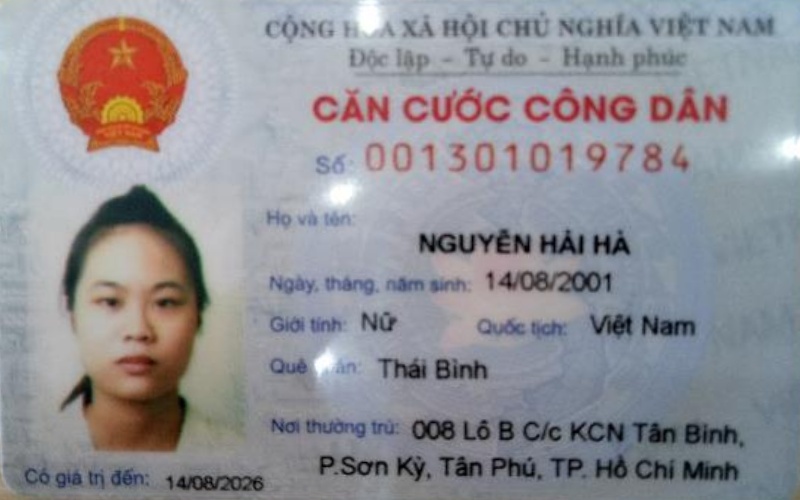 CỘNG HÒA XÃ HỘI CHỦ NGHĨA VIỆT NAM
Độc lập - Tự do - Hạnh phúc
CĂN CƯỚC CÔNG DÂN
Số: 001301019784
Họ và tên:
NGUYỄN HẢI HÀ
Ngày, tháng, năm sinh: 14/08/2001
Giới tính: Nữ Quốc tịch: Việt Nam
Quê quán: Thái Bình
Nơi thường trú: 008 Lô B C/c KCN Tân Bình,
P.Sơn Kỳ, Tân Phú, TP. Hồ Chí Minh
Có giá trị đến: 14/08/2026